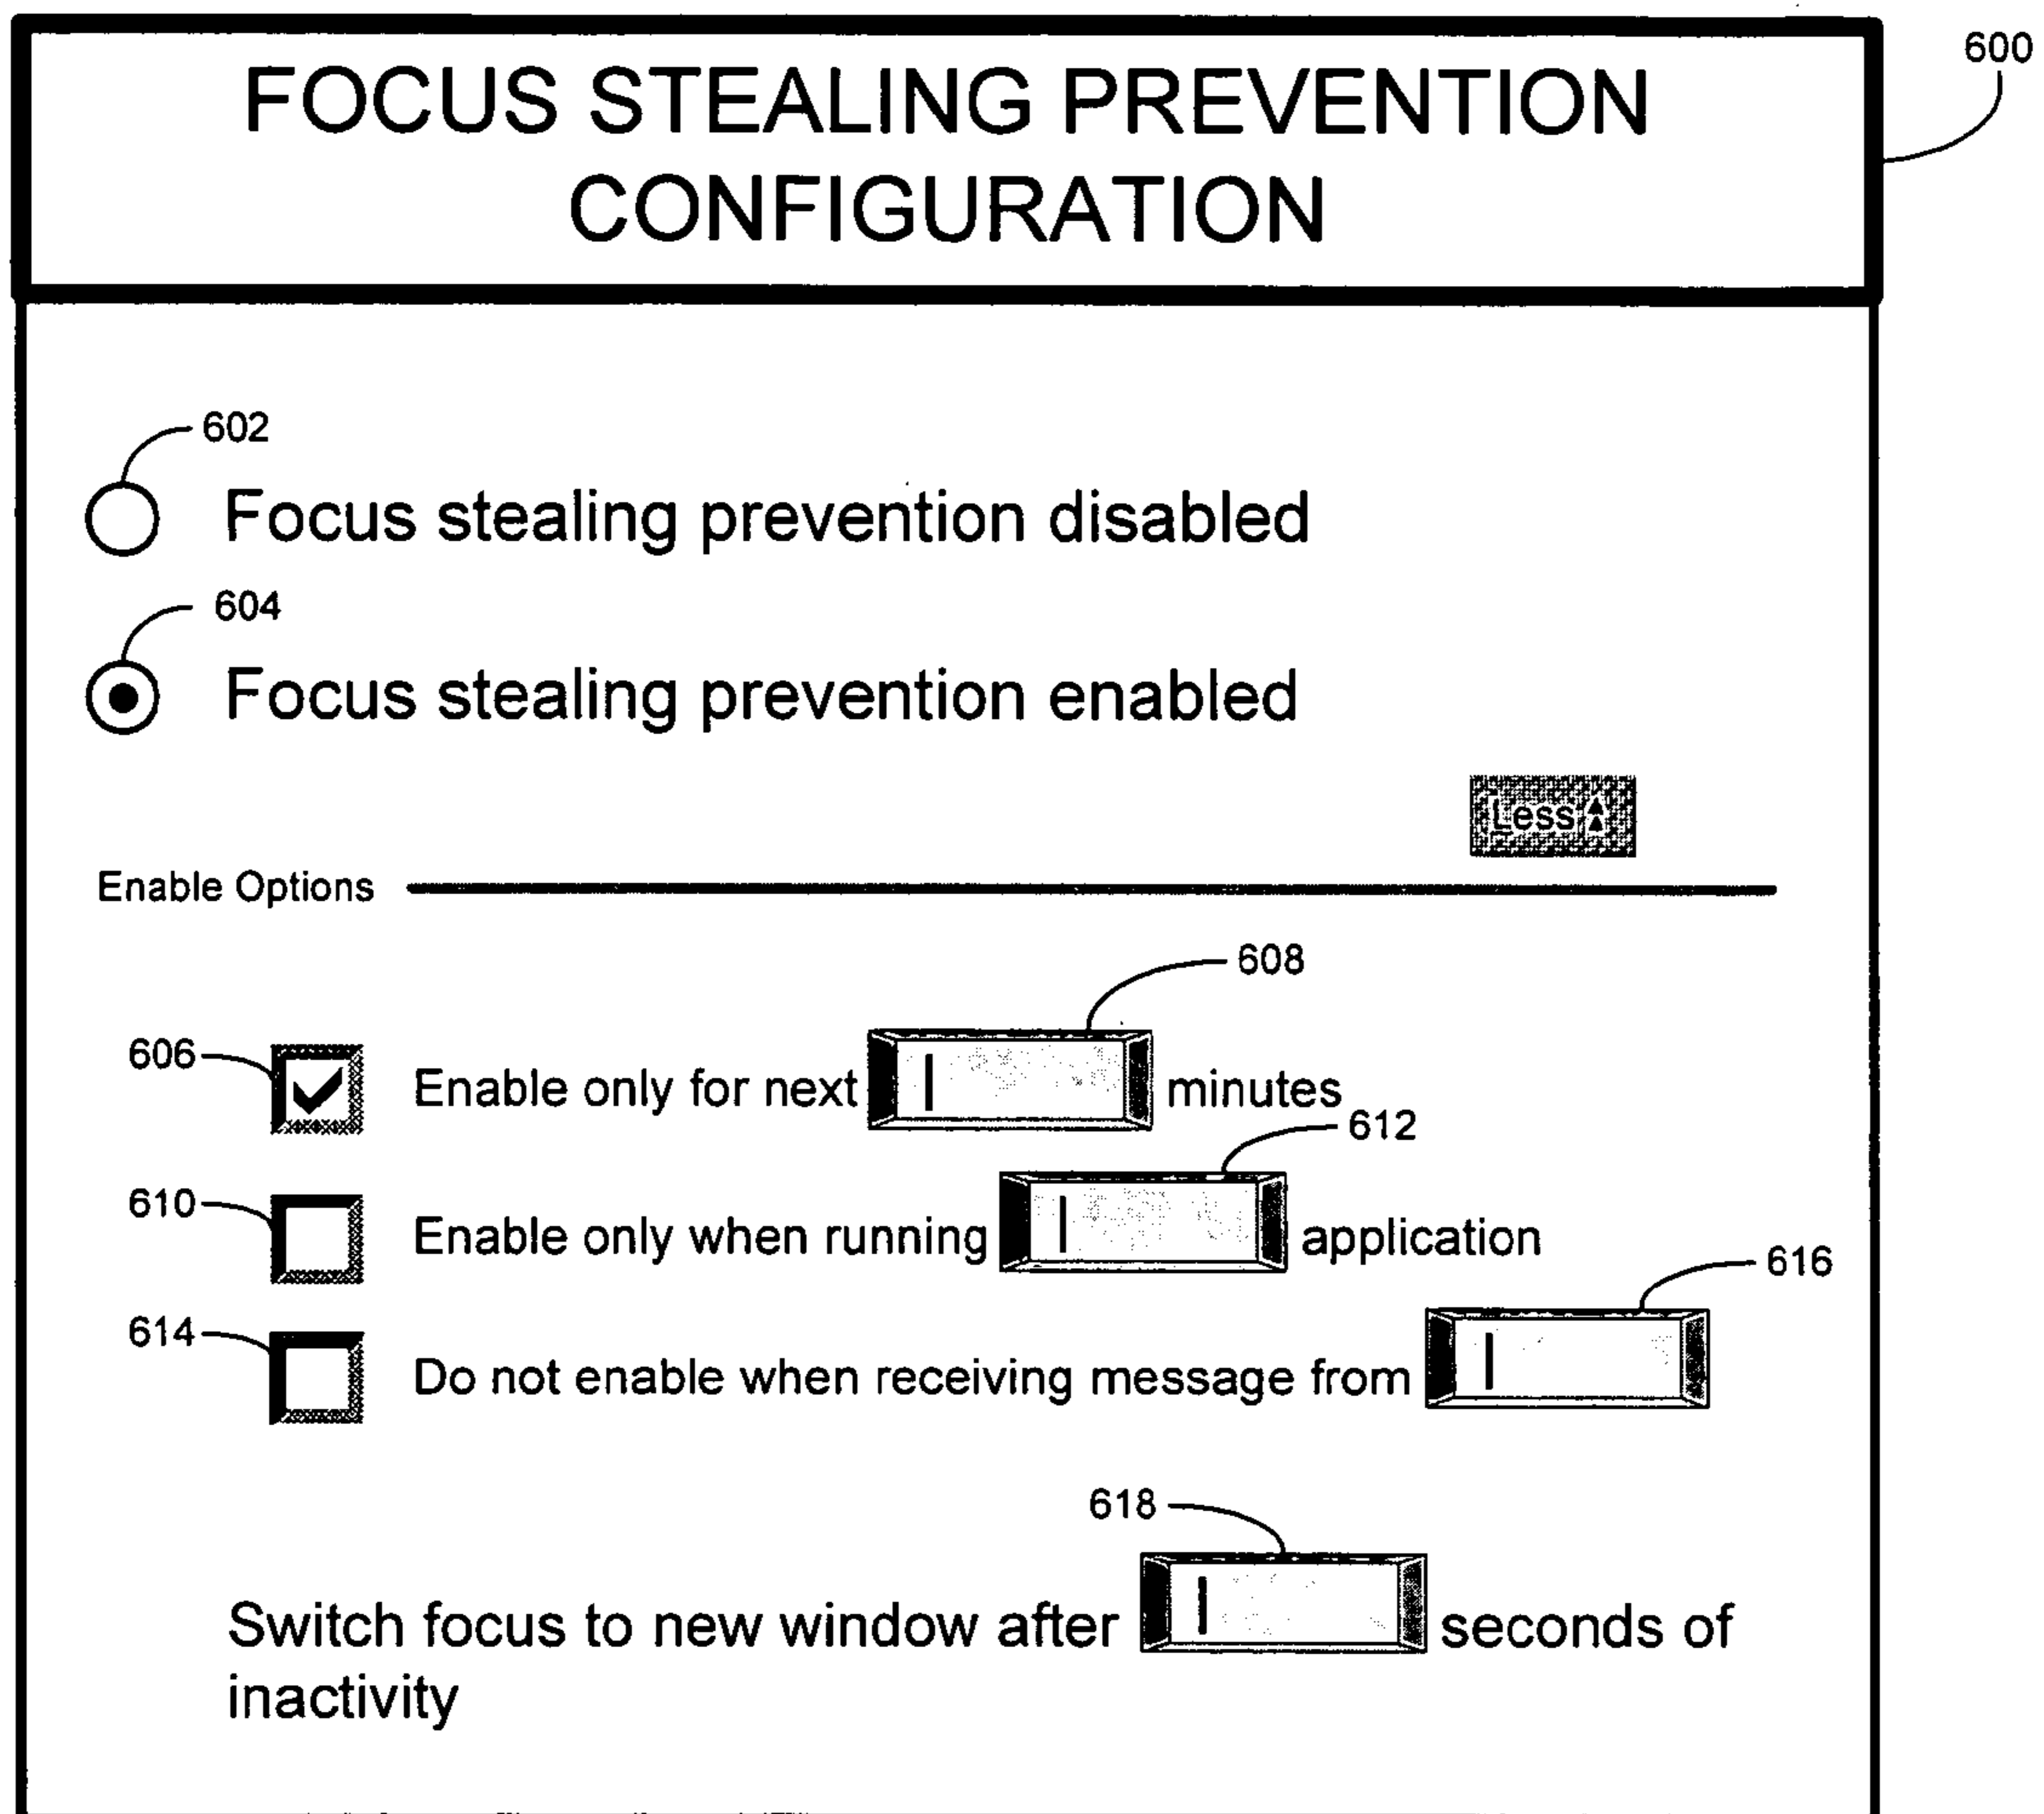 600
FOCUS STEALING PREVENTION
CONFIGURATION
602
Focus stealing prevention disabled
604
Focus stealing prevention enabled
Less
Enable Options
608
606
Enable only for next minutes
612
610
Enable only when running application
616
614
Do not enable when receiving message from
618
Switch focus to new window after seconds of
inactivity